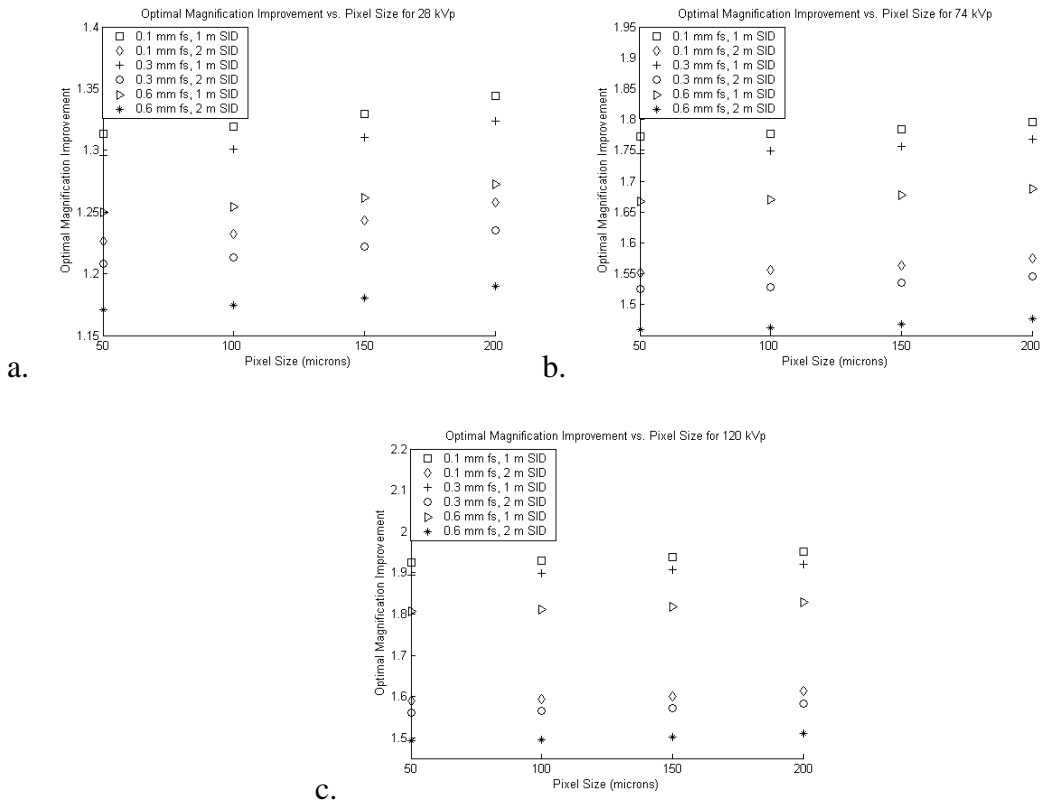 Optimal Magnification Improvement vs. Pixel Size for 28 kVp
Optimal Magnification Improvement
1.4
1.35
1.3
1.25
1.2
1.15
0.1 mm fs, 1 m SID
0.1 mm fs, 2 m SID
0.3 mm fs, 1 m SID
0.3 mm fs, 2 m SID
0.6 mm fs, 1 m SID
0.6 mm fs, 2 m SID
50 100 150 200
Pixel Size (microns)
a.
Optimal Magnification Improvement vs. Pixel Size for 74 kVp
Optimal Magnification Improvement
1.95
1.9
1.85
1.8
1.75
1.7
1.65
1.6
1.55
1.5
0.1 mm fs, 1 m SID
0.1 mm fs, 2 m SID
0.3 mm fs, 1 m SID
0.3 mm fs, 2 m SID
0.6 mm fs, 1 m SID
0.6 mm fs, 2 m SID
50 100 150 200
Pixel Size (microns)
b.
Optimal Magnification Improvement vs. Pixel Size for 120 kVp
Optimal Magnification Improvement
2.2
2.1
2
1.9
1.8
1.7
1.6
1.5
0.1 mm fs, 1 m SID
0.1 mm fs, 2 m SID
0.3 mm fs, 1 m SID
0.3 mm fs, 2 m SID
0.6 mm fs, 1 m SID
0.6 mm fs, 2 m SID
50 100 150 200
Pixel Size (microns)
c.